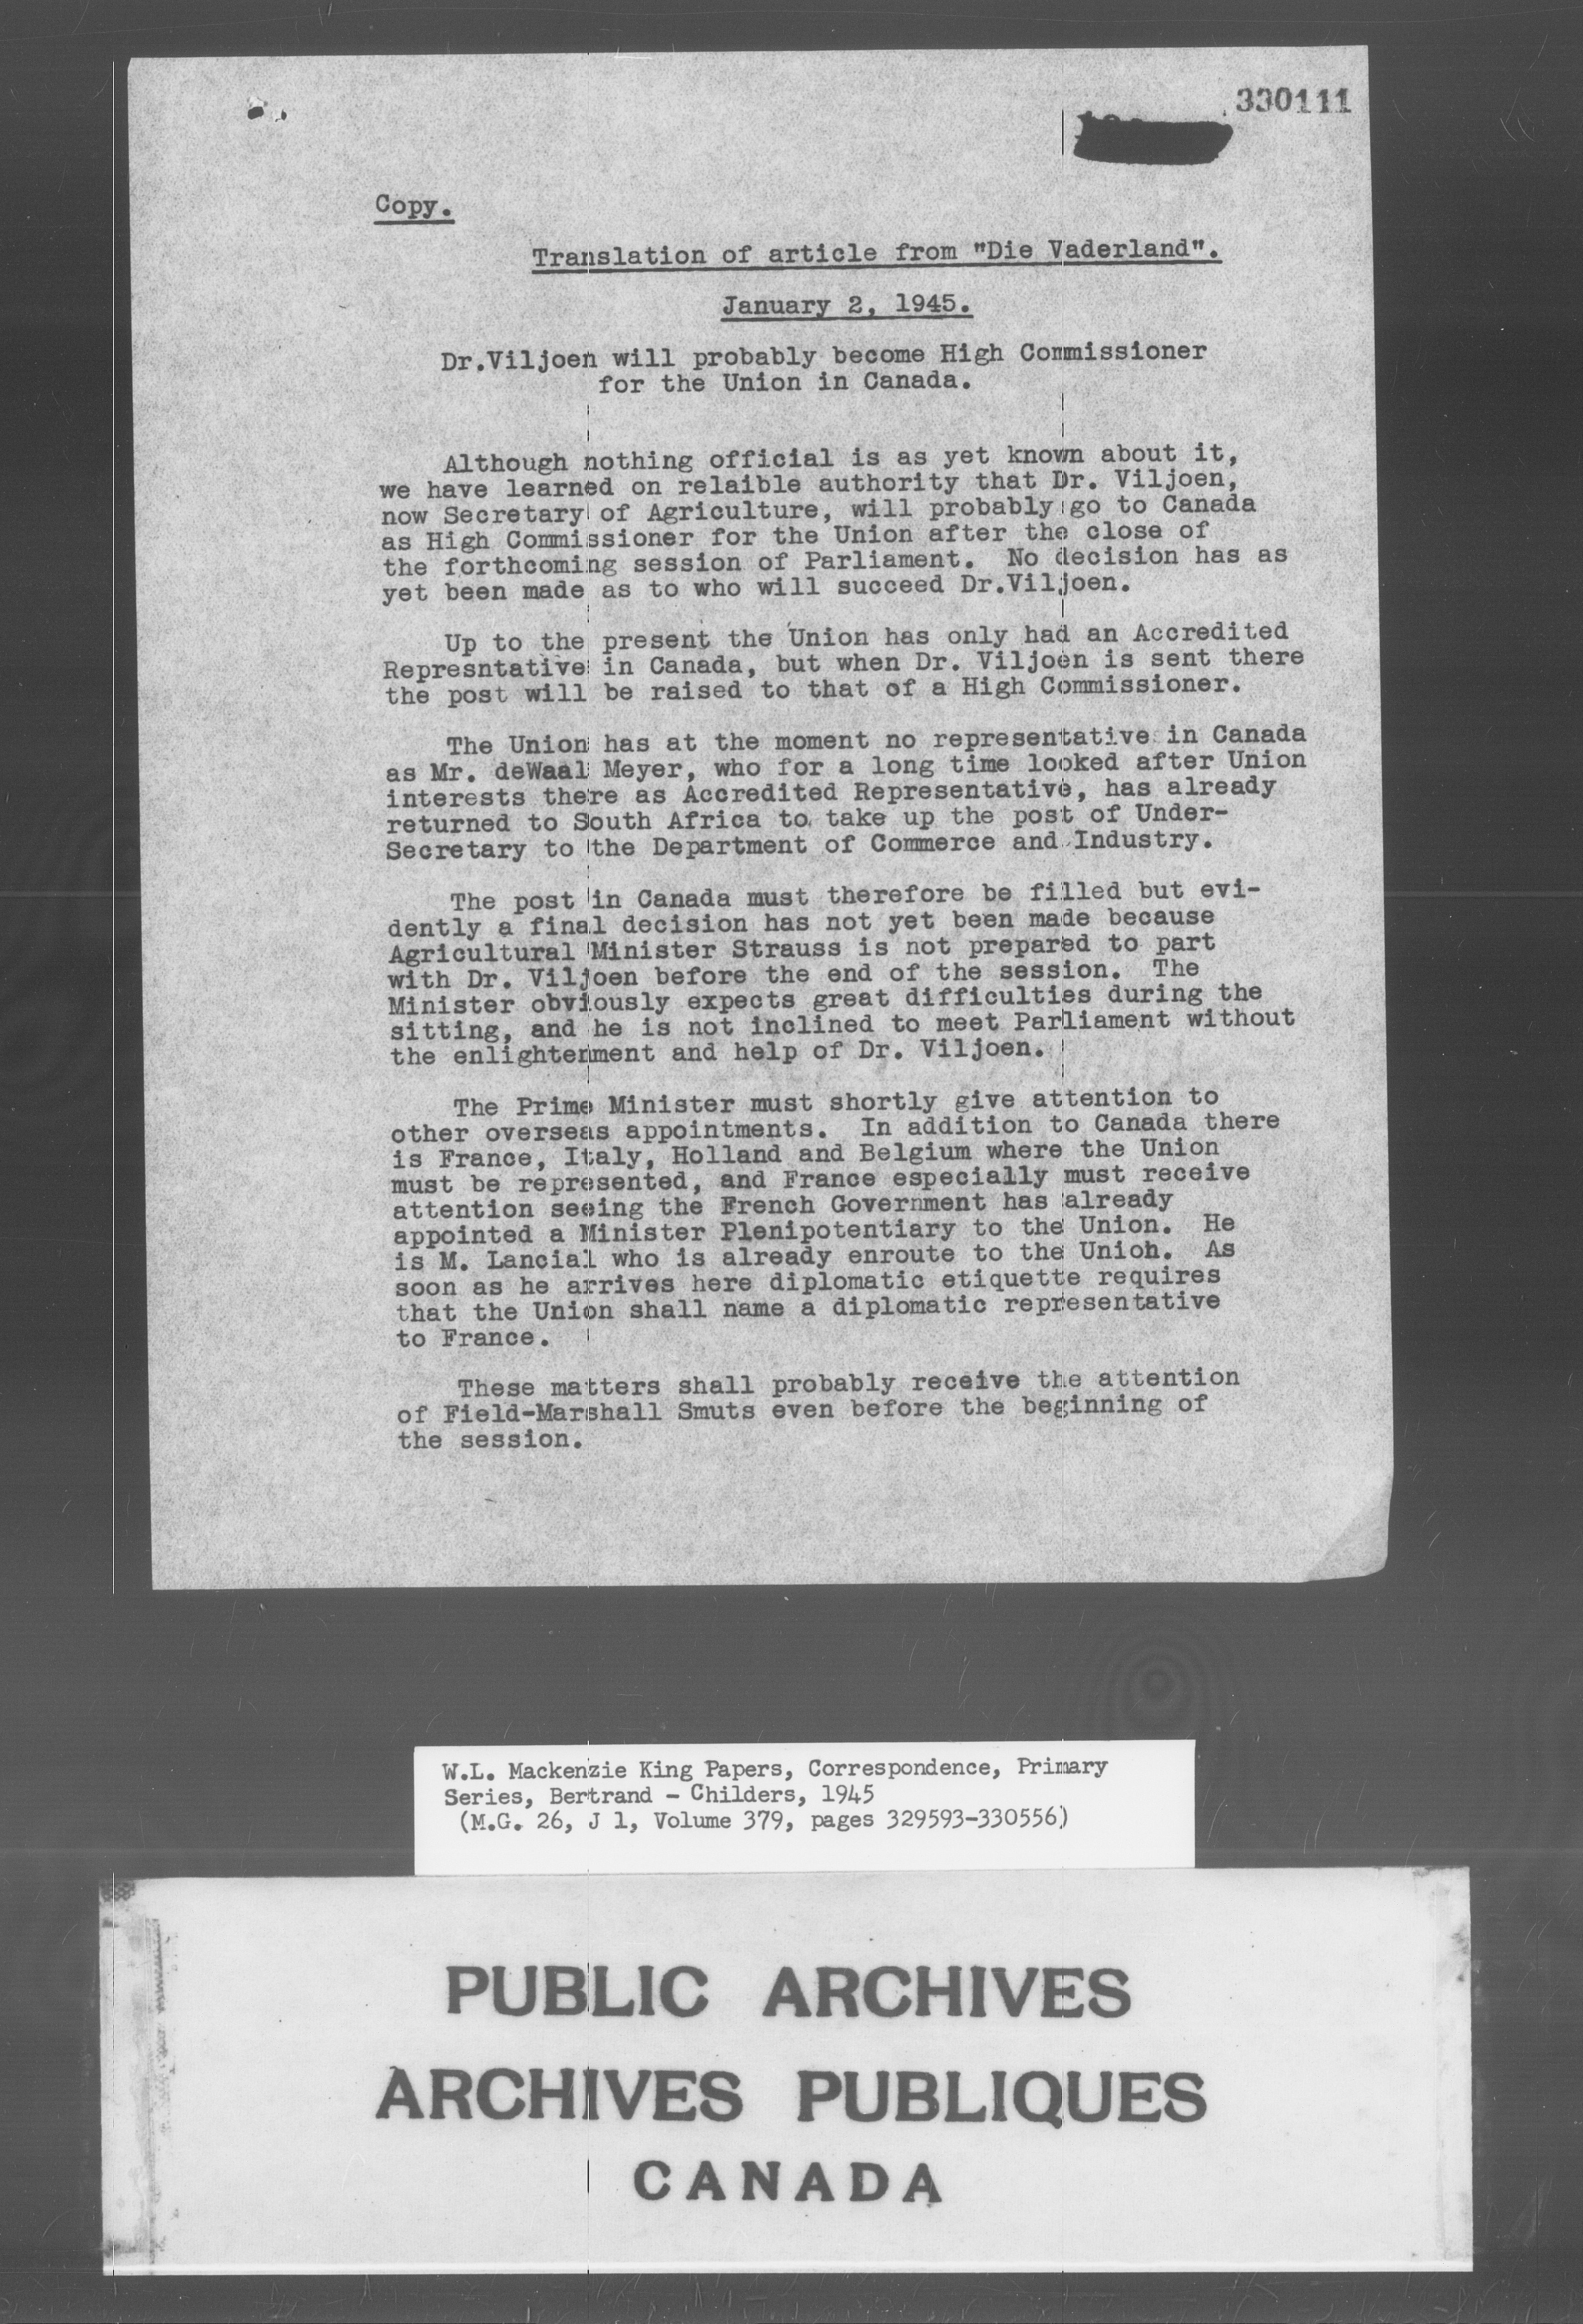 330111
Copy.
Translation of article from "Die Vaderland".
January 2, 1945.
Dr.Viljoen will probably become High Commissioner
for the Union in Canada.
Although nothing official is as yet known about it,
we have learned on relaible authority that Dr. Viljoen,
now Secretary of Agriculture, will probably go to Canada
as High Commissioner for the Union after the close of
the forthcoming session of Parliament. No decision has as
yet been made as to who will succeed Dr.Viljoen.
Up to the present the Union has only had an Accredited
Represntative in Canada, but when Dr. Viljoen is sent there
the post will be raised to that of a High Commissioner.
The Union has at the moment no representative in Canada
as Mr. deWaal Meyer, who for a long time looked after Union
interests there as Accredited Representative, has already
returned to South Africa to take up the post of Under-
Secretary to the Department of Commerce and Industry.
The post in Canada must therefore be filled but evi-
dently a final decision has not yet been made because
Agricultural Minister Strauss is not prepared to part
with Dr. Viljoen before the end of the session. The
Minister obviously expects great difficulties during the
sitting, and he is not inclined to meet Parliament without
the enlightenment and help of Dr. Viljoen.
The Prime Minister must shortly give attention to
other overseas appointments. In addition to Canada there
is France, Italy, Holland and Belgium where the Union
must be represented, and France especially must receive
attention seeing the French Government has already
appointed a Minister Plenipotentiary to the Union. He
is M. Lancial who is already enroute to the Union. As
soon as he arrives here diplomatic etiquette requires
that the Union shall name a diplomatic representative
to France.
These matters shall probably receive the attention
of Field-Marshall Smuts even before the beginning of
the session.
W.L. Mackenzie King Papers, Correspondence, Primary
Series, Bertrand - Childers, 1945
(M.G. 26, J 1, Volume 379, pages 329593-330556)
PUBLIC ARCHIVES
ARCHIVES PUBLIQUES
CANADA